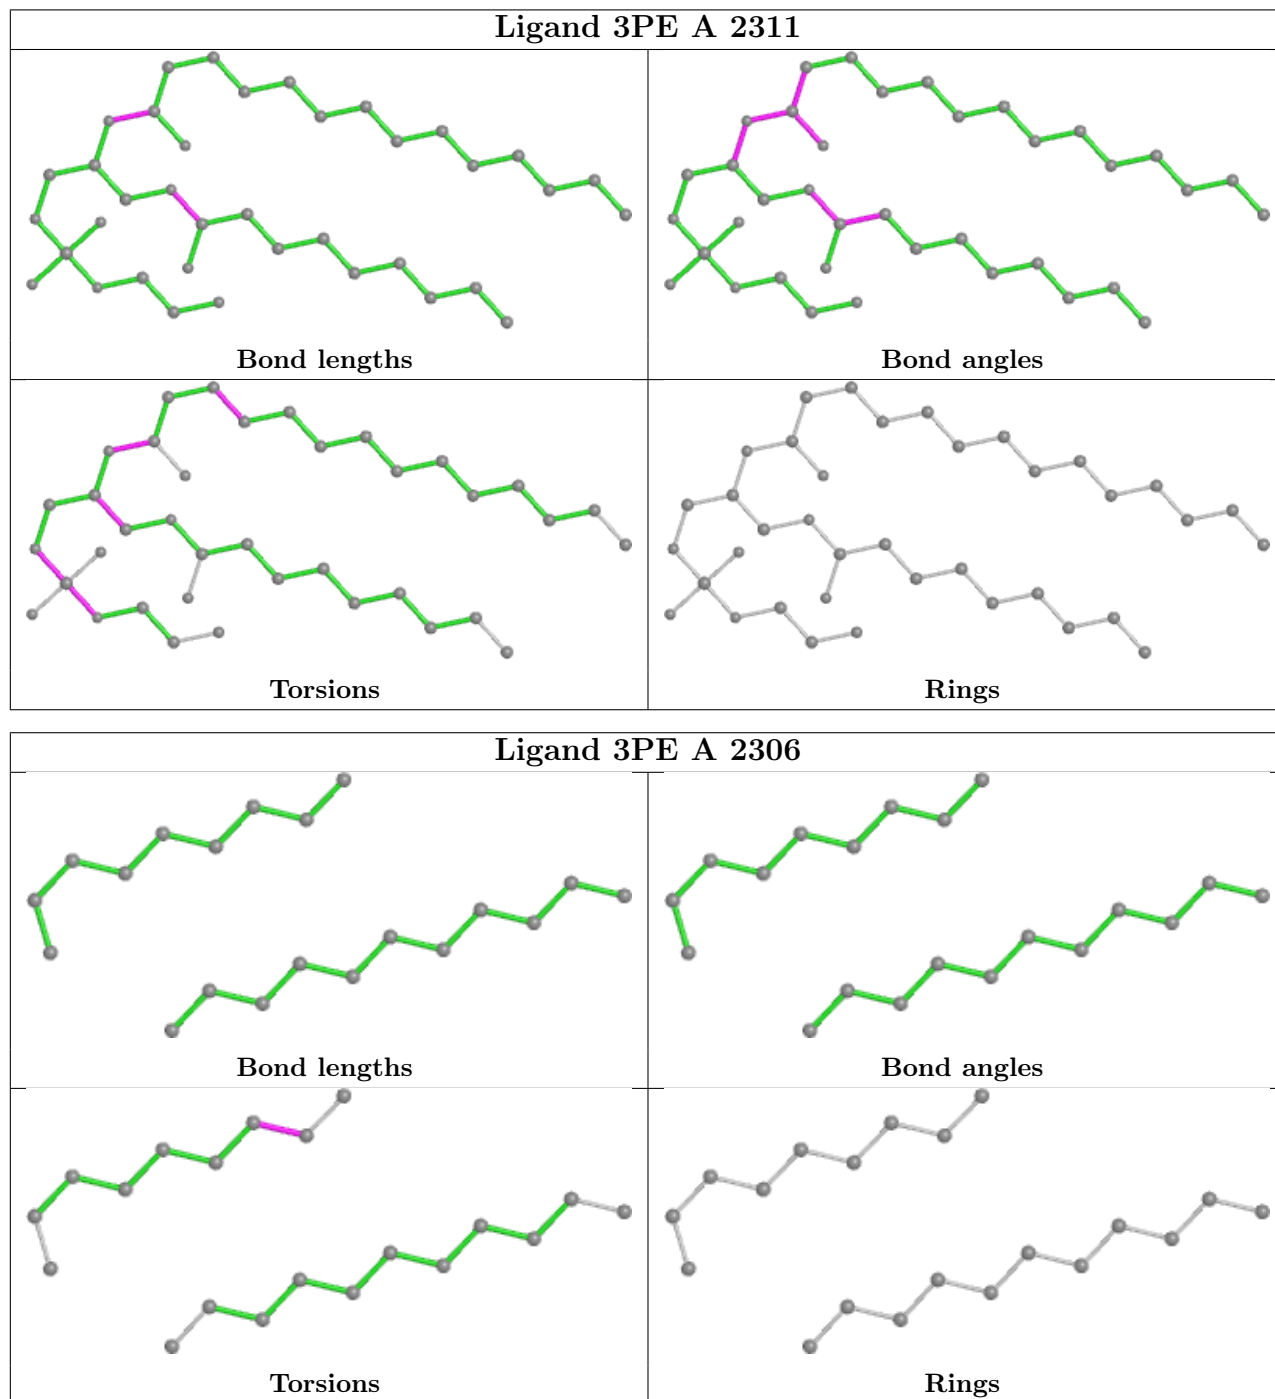 Ligand 3PE A 2311
Bond lengths
Bond angles
Torsions
Rings
Ligand 3PE A 2306
Bond lengths
Bond angles
Torsions
Rings